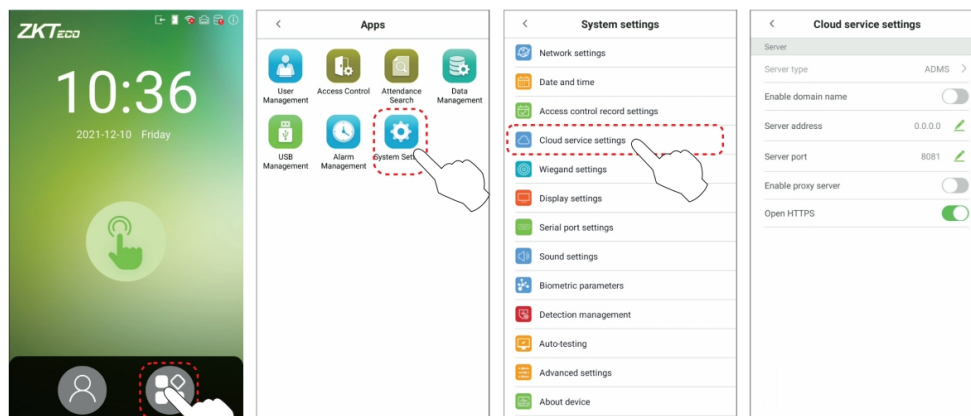 ZKTECO
10:36
2021-12-10 Friday
Apps
User
Management
Access Control
Attendance
Search
Data
Management
USB
Management
Alarm
Management
System Sett
System settings
Network settings
Date and time
Access control record settings
Cloud service settings
Wiegand settings
Display settings
Serial port settings
Sound settings
Biometric parameters
Detection management
Auto-testing
Advanced settings
About device
Cloud service settings
Server
Server type
ADMS
Enable domain name
Server address
0.0.0.0
Server port
8081
Enable proxy server
Open HTTPS